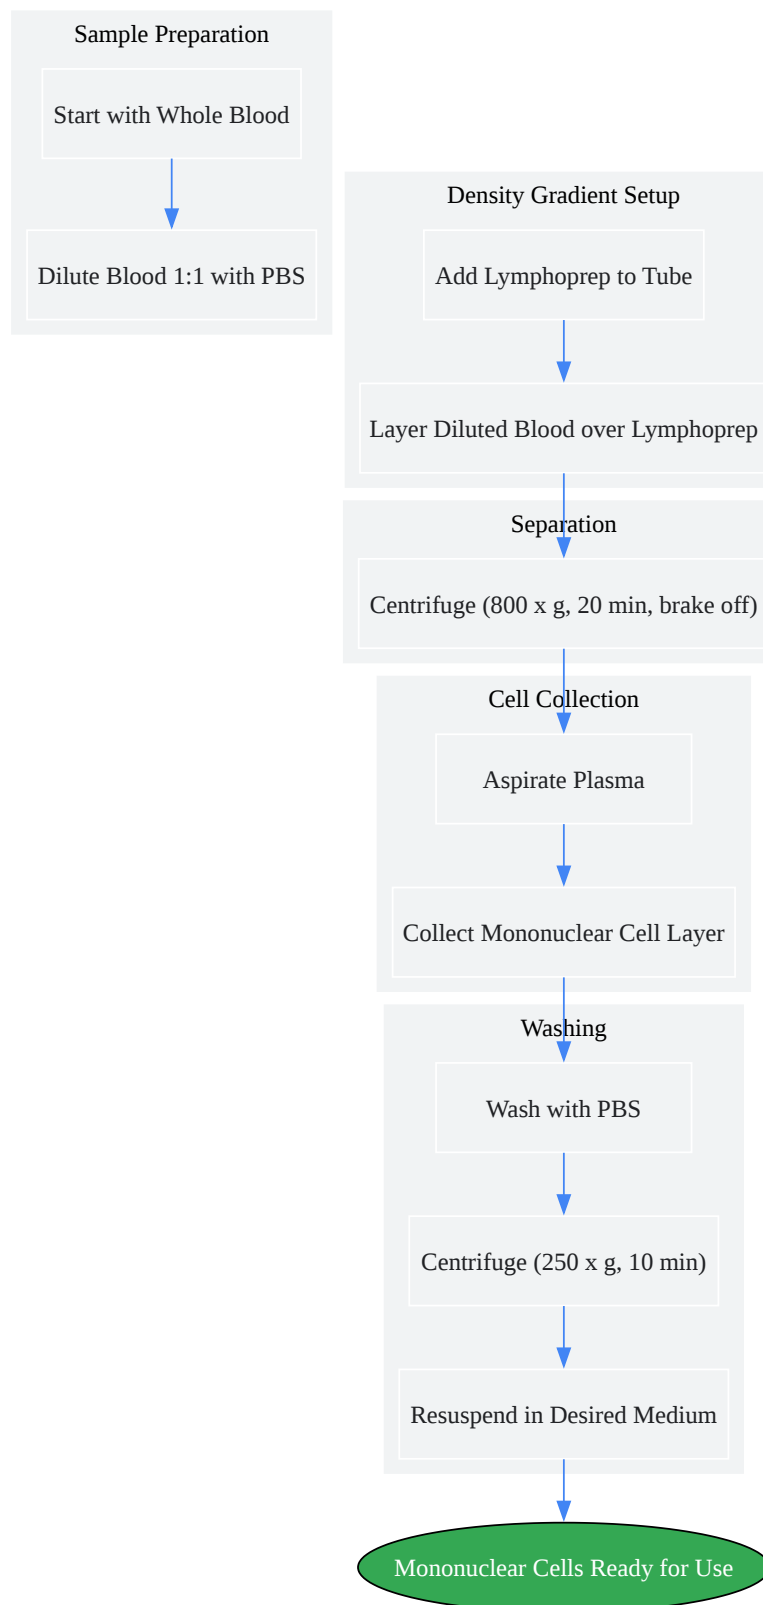 Sample Preparation
Start with Whole Blood
Dilute Blood 1:1 with PBS
Density Gradient Setup
Add Lymphoprep to Tube
Layer Diluted Blood over Lymphoprep
Separation
Centrifuge (800 x g, 20 min, brake off)
Cell Collection
Aspirate Plasma
Collect Mononuclear Cell Layer
Washing
Wash with PBS
Centrifuge (250 x g, 10 min)
Resuspend in Desired Medium
Mononuclear Cells Ready for Use